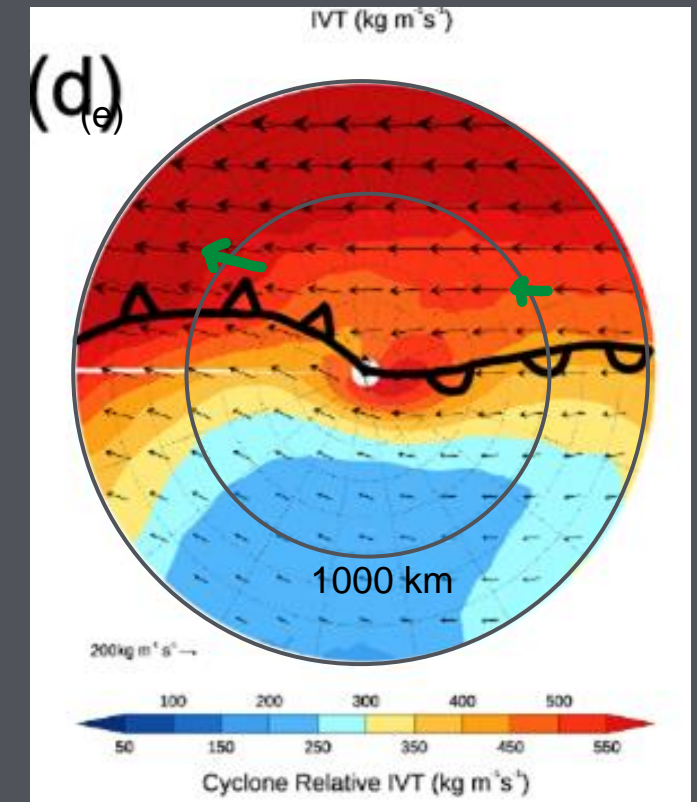 IVT (kg m⁻¹s⁻¹)
(d)
(e)
1000 km
200kg m⁻¹ s⁻¹ →
100 200 300 400 500
50 150 250 350 450 550
Cyclone Relative IVT (kg m⁻¹s⁻¹)